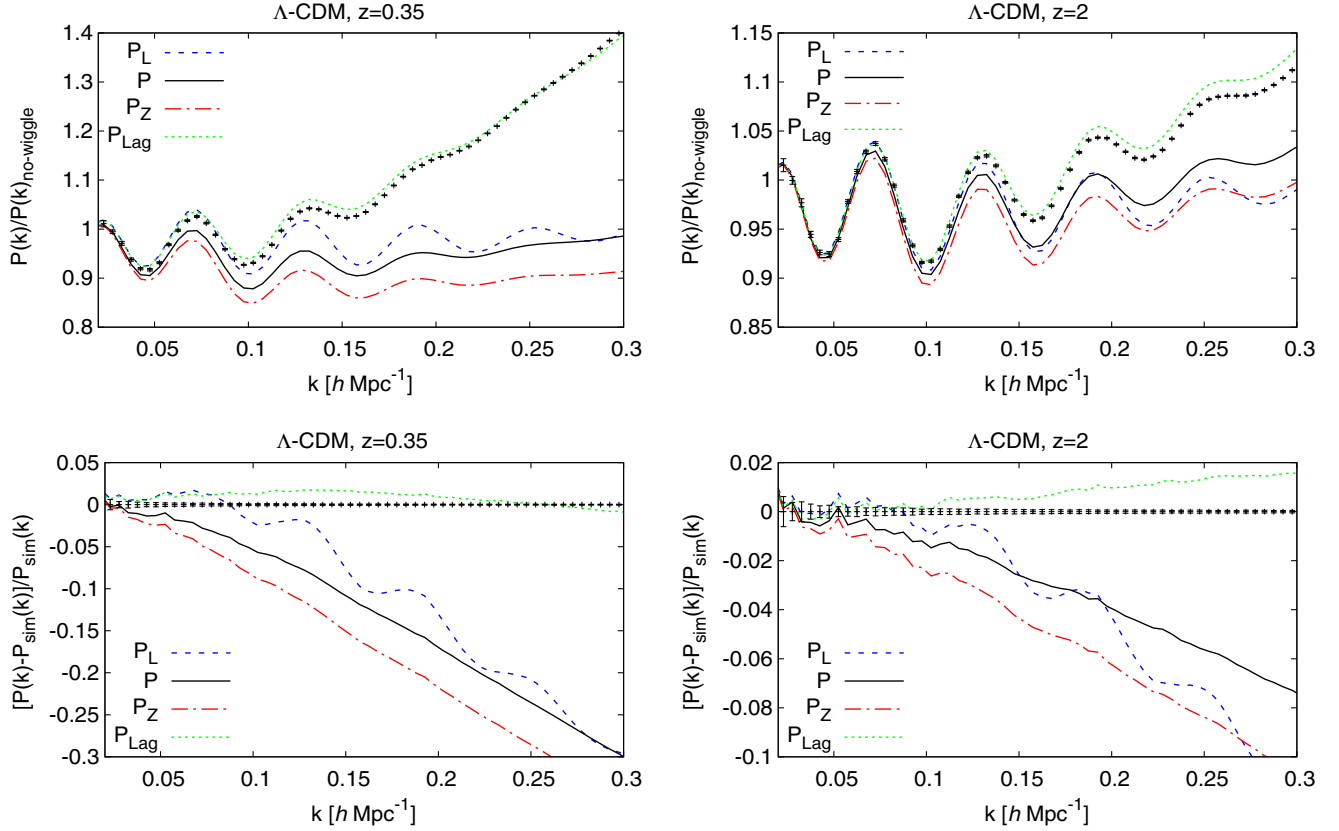 Λ-CDM, z=0.35
P(k)/P(k)no-wiggle
1.4
1.3
1.2
1.1
1
0.9
0.8
P_L
P
P_Z
P_Lag
0.05
0.1
0.15
0.2
0.25
0.3
k [h Mpc⁻¹]
Λ-CDM, z=2
P(k)/P(k)no-wiggle
1.15
1.1
1.05
1
0.95
0.9
0.85
P_L
P
P_Z
P_Lag
0.05
0.1
0.15
0.2
0.25
0.3
k [h Mpc⁻¹]
Λ-CDM, z=0.35
[P(k)-P_sim(k)]/P_sim(k)
0.05
0
-0.05
-0.1
-0.15
-0.2
-0.25
-0.3
P_L
P
P_Z
P_Lag
0.05
0.1
0.15
0.2
0.25
0.3
k [h Mpc⁻¹]
Λ-CDM, z=2
[P(k)-P_sim(k)]/P_sim(k)
0.02
0
-0.02
-0.04
-0.06
-0.08
-0.1
P_L
P
P_Z
P_Lag
0.05
0.1
0.15
0.2
0.25
0.3
k [h Mpc⁻¹]